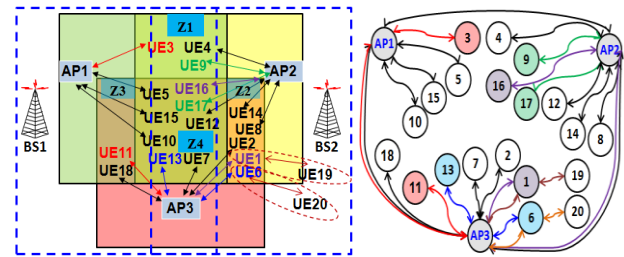 Z1
UE3
UE4
UE9
AP1
AP2
Z3
UE16
Z2
UE5
UE17
UE14
UE15
UE12
UE8
BS1
UE10
Z4
UE2
BS2
UE11
UE13
UE7
UE1
UE18
UE6
UE19
AP3
UE20
AP1
3
4
AP2
9
5
16
15
17
12
10
14
8
18
7
2
13
1
19
11
6
20
AP3